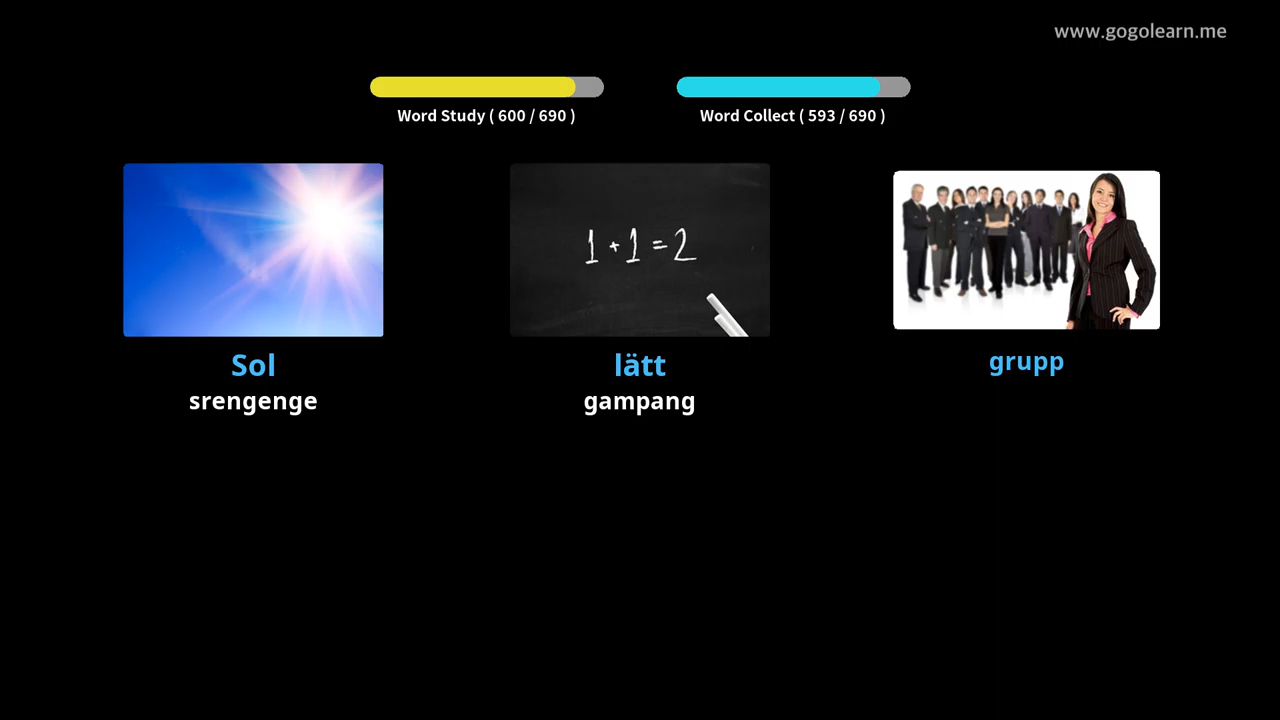 www.gogolearn.me
Word Study ( 600 / 690 )
Word Collect ( 593 / 690 )
1 + 1 = 2
Sol
srengenge
lätt
gampang
grupp